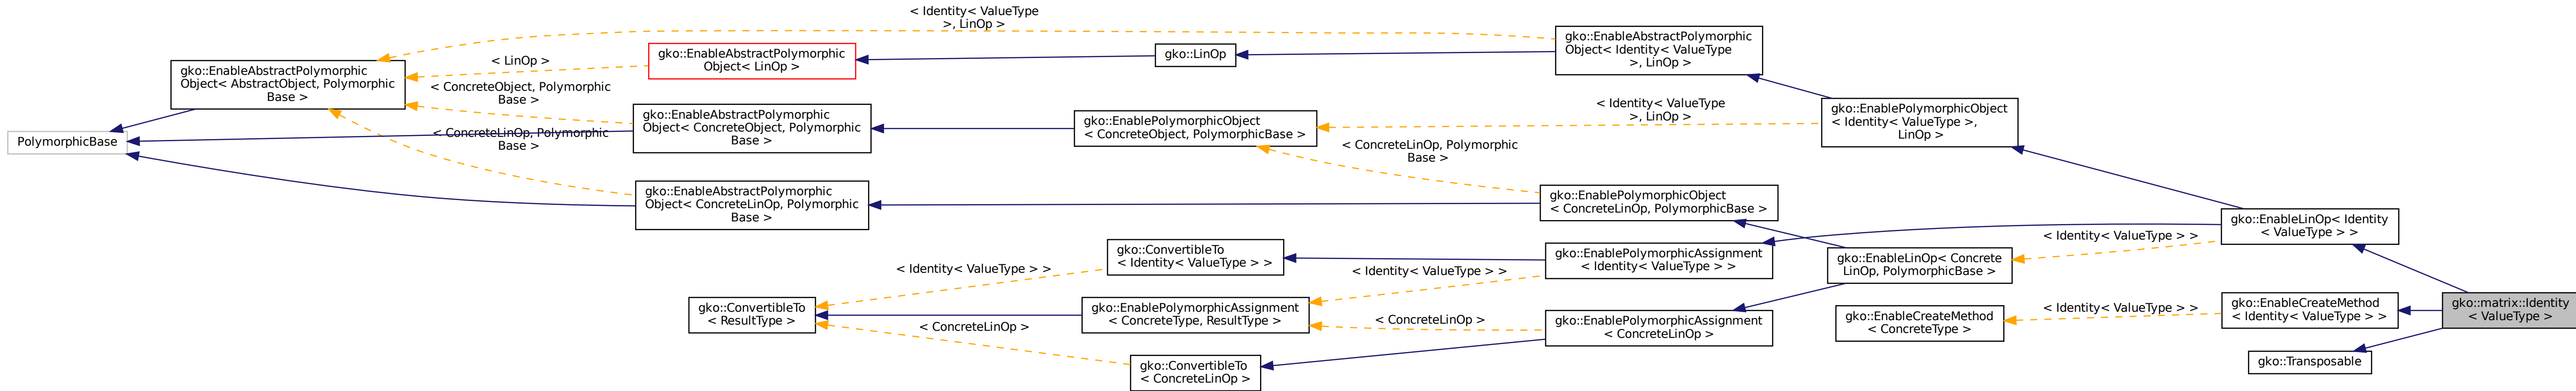 < Identity< ValueType
>, LinOp >
gko::EnableAbstractPolymorphic
Object< AbstractObject, Polymorphic
Base >
< LinOp >
gko::EnableAbstractPolymorphic
Object< LinOp >
gko::LinOp
gko::EnableAbstractPolymorphic
Object< Identity< ValueType
>, LinOp >
< ConcreteObject, Polymorphic
Base >
gko::EnableAbstractPolymorphic
Object< ConcreteObject, Polymorphic
Base >
gko::EnablePolymorphicObject
< ConcreteObject, PolymorphicBase >
< Identity< ValueType
>, LinOp >
gko::EnablePolymorphicObject
< Identity< ValueType >,
LinOp >
PolymorphicBase
< ConcreteLinOp, Polymorphic
Base >
< ConcreteLinOp, Polymorphic
Base >
gko::EnableAbstractPolymorphic
Object< ConcreteLinOp, Polymorphic
Base >
gko::EnablePolymorphicObject
< ConcreteLinOp, PolymorphicBase >
gko::EnableLinOp< Identity
< ValueType > >
gko::ConvertibleTo
< Identity< ValueType > >
gko::EnablePolymorphicAssignment
< Identity< ValueType > >
gko::EnableLinOp< Concrete
LinOp, PolymorphicBase >
< Identity< ValueType > >
< Identity< ValueType > >
< Identity< ValueType > >
gko::ConvertibleTo
< ResultType >
gko::EnablePolymorphicAssignment
< ConcreteType, ResultType >
< ConcreteLinOp >
< ConcreteLinOp >
gko::EnablePolymorphicAssignment
< ConcreteLinOp >
gko::EnableCreateMethod
< ConcreteType >
< Identity< ValueType > >
gko::EnableCreateMethod
< Identity< ValueType > >
gko::matrix::Identity
< ValueType >
gko::ConvertibleTo
< ConcreteLinOp >
gko::Transposable